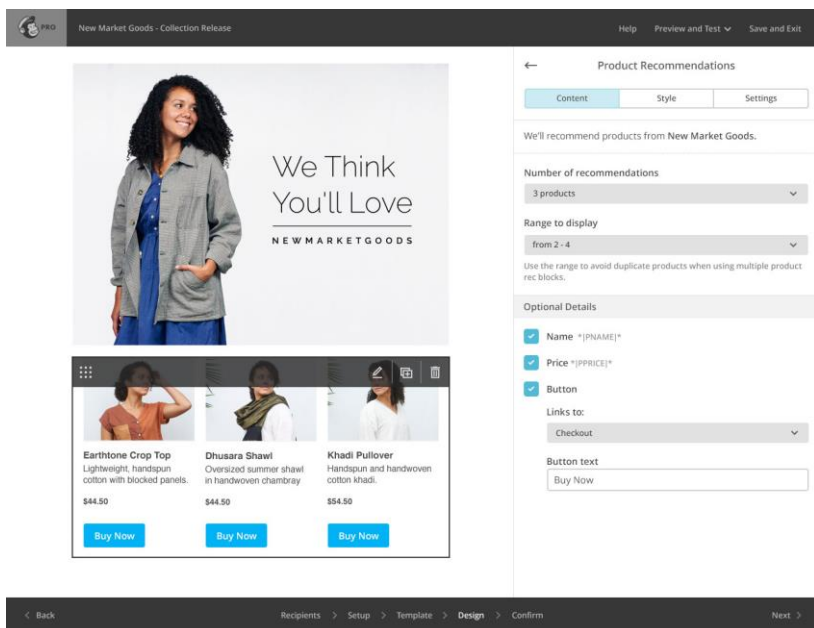 PRO
New Market Goods - Collection Release
Help
Preview and Test
Save and Exit
We Think
You'll Love
NEWMARKETGOODS
Earthtone Crop Top
Lightweight, handspun
cotton with blocked panels.
$44.50
Buy Now
Dhusara Shawl
Oversized summer shawl
in handwoven chambray
$44.50
Buy Now
Khadi Pullover
Handspun and handwoven
cotton khadi.
$54.50
Buy Now
Product Recommendations
Content
Style
Settings
We'll recommend products from New Market Goods.
Number of recommendations
3 products
Range to display
from 2 - 4
Use the range to avoid duplicate products when using multiple product
rec blocks.
Optional Details
Name *|PNAME|*
Price *|PPRICE|*
Button
Links to:
Checkout
Button text
Buy Now
< Back
Recipients > Setup > Template > Design > Confirm
Next >